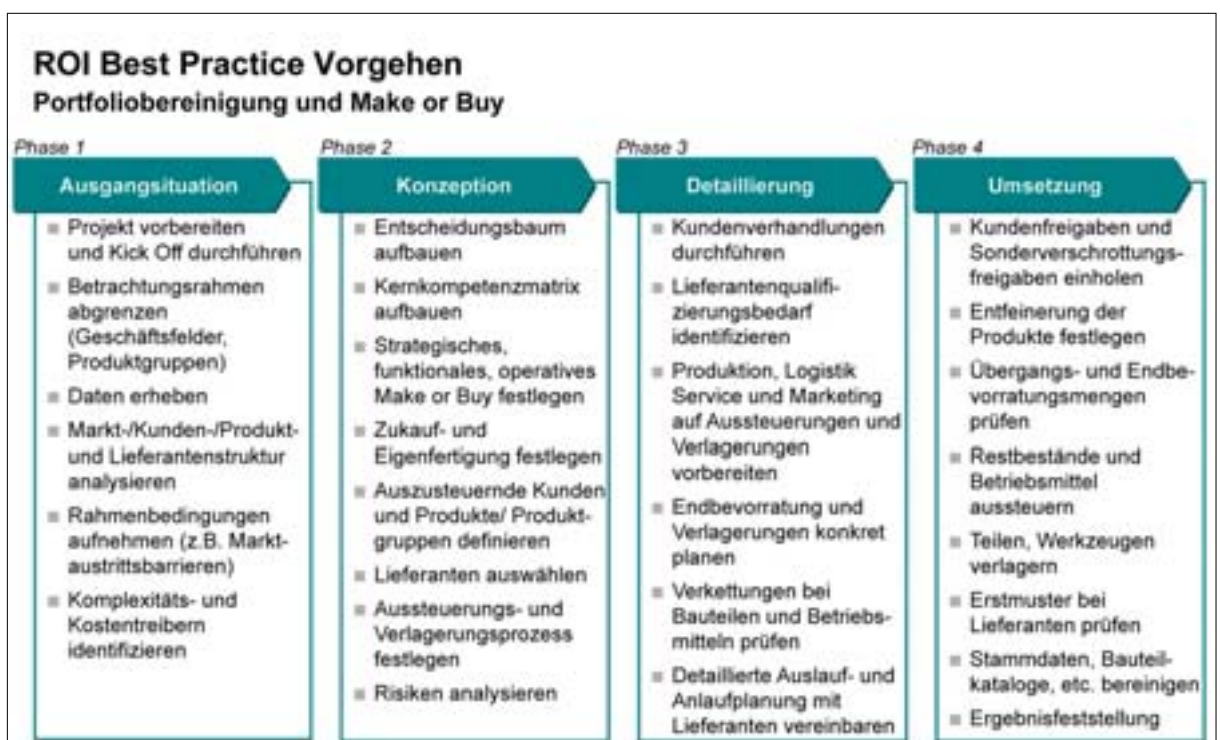 ROI Best Practice Vorgehen
Portfoliobereinigung und Make or Buy
Phase 1
Ausgangsituation
Projekt vorbereiten
und Kick Off durchführen
Betrachtungsrahmen
abgrenzen
(Geschäftsfelder,
Produktgruppen)
Daten erheben
Markt-/Kunden-/Produkt-
und Lieferantenstruktur
analysieren
Rahmenbedingungen
aufnehmen (z.B. Markt-
austrittsbarrieren)
Komplexitäts- und
Kostentreibern
identifizieren
Phase 2
Konzeption
Entscheidungsbaum
aufbauen
Kernkompetenzmatrix
aufbauen
Strategisches,
funktionales, operatives
Make or Buy festlegen
Zukauf- und
Eigenfertigung festlegen
Auszusteuernde Kunden
und Produkte/ Produkt-
gruppen definieren
Lieferanten auswählen
Aussteuerungs- und
Verlagerungsprozess
festlegen
Risiken analysieren
Phase 3
Detaillierung
Kundenverhandlungen
durchführen
Lieferantenqualifi-
zierungsbedarf
identifizieren
Produktion, Logistik
Service und Marketing
auf Aussteuerungen und
Verlagerungen
vorbereiten
Endbevorratung und
Verlagerungen konkret
planen
Verkettungen bei
Bauteilen und Betriebs-
mitteln prüfen
Detaillierte Auslauf- und
Anlaufplanung mit
Lieferanten vereinbaren
Phase 4
Umsetzung
Kundenfreigaben und
Sonderverschrottungs-
freigaben einholen
Entfeinerung der
Produkte festlegen
Übergangs- und Endbe-
vorratungsmengen
prüfen
Restbestände und
Betriebsmittel
aussteuern
Teilen, Werkzeugen
verlagern
Erstmuster bei
Lieferanten prüfen
Stammdaten, Bauteil-
kataloge, etc. bereinigen
Ergebnisfeststellung